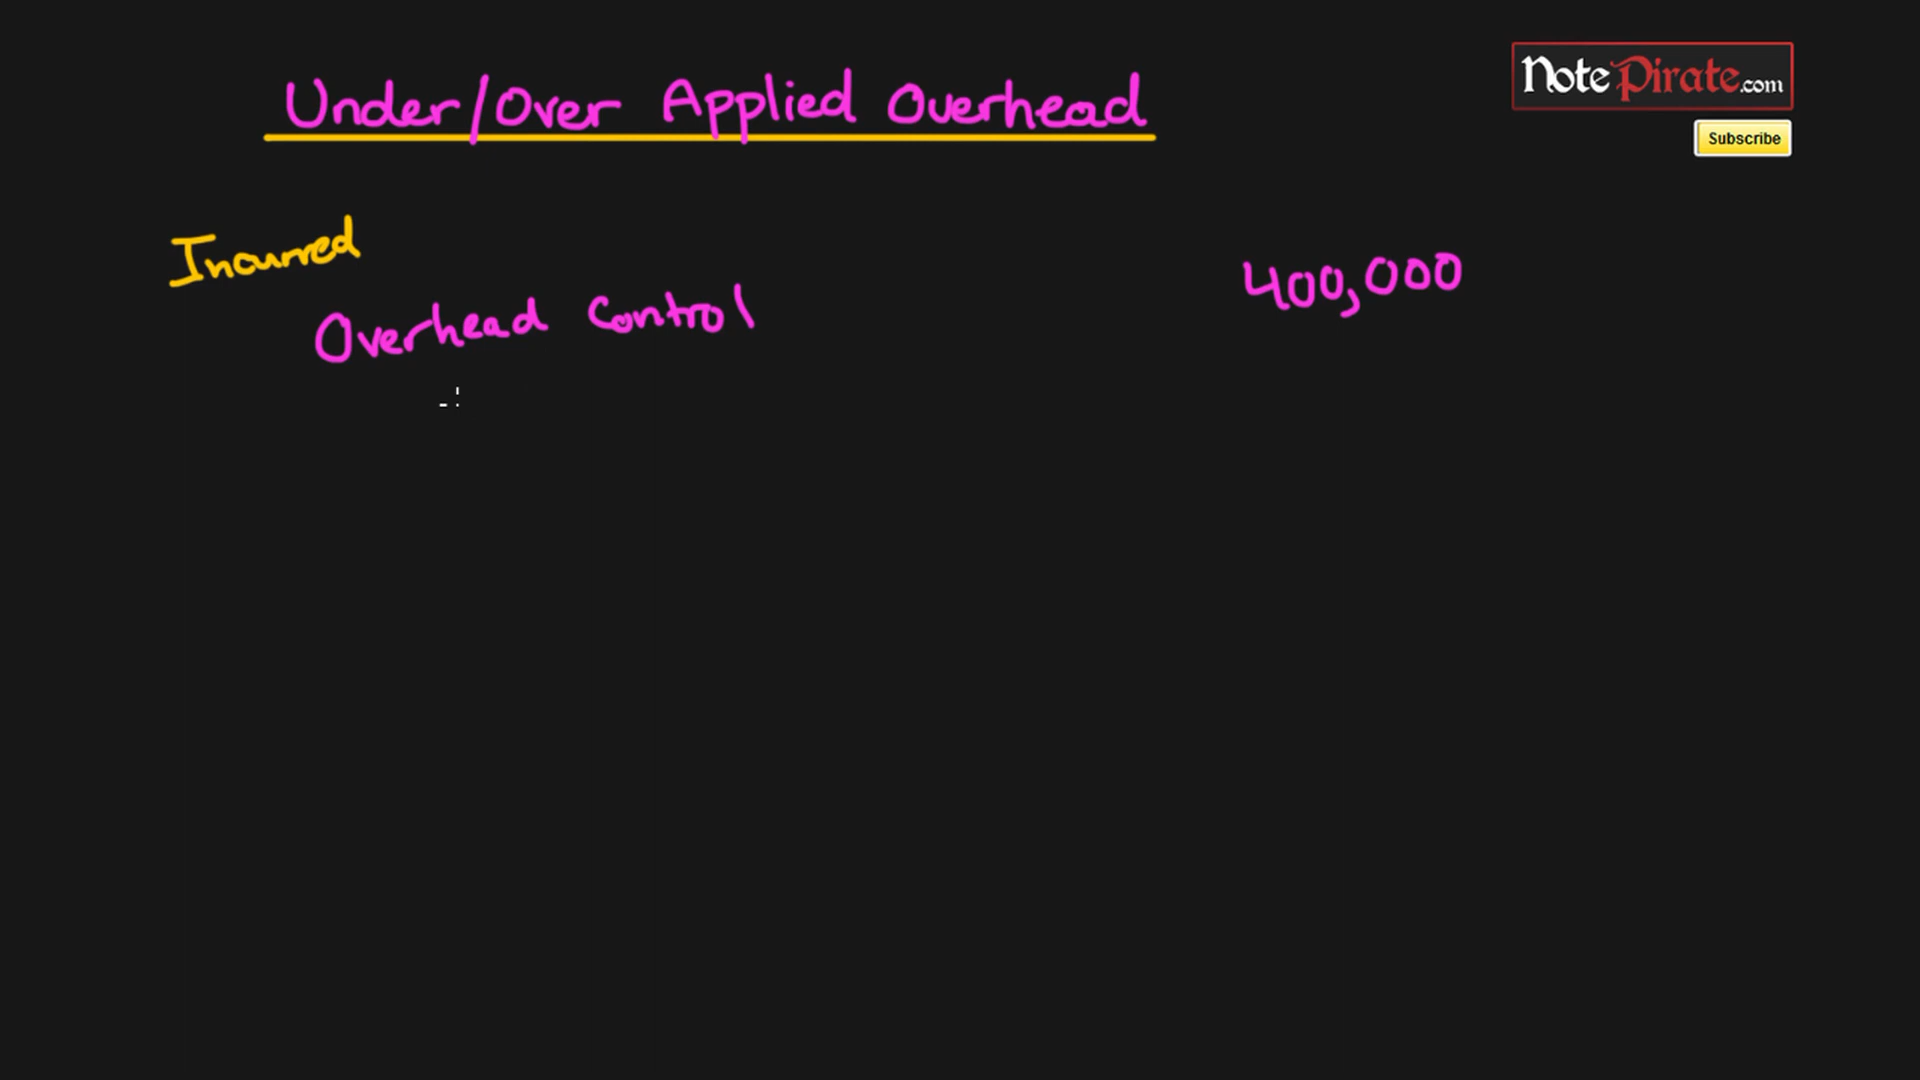 Under/Over Applied Overhead
NotePirate.com
Subscribe
Incurred
Overhead Control 400,000